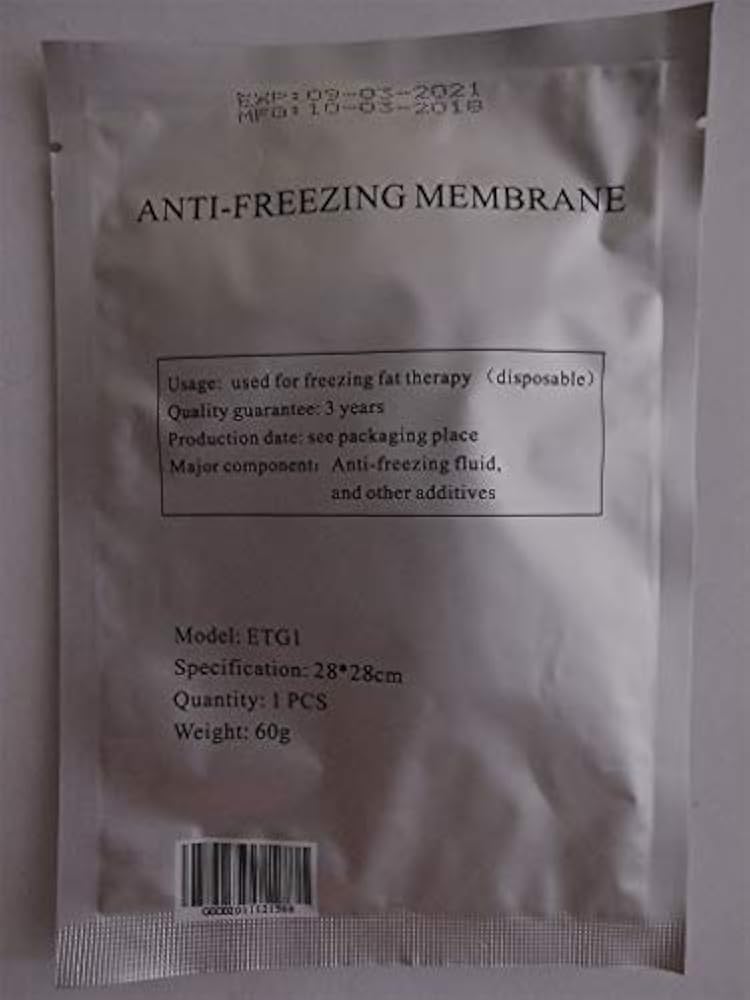 EXP: 09-03-2021
MFG: 10-03-2018
ANTI-FREEZING MEMBRANE
Usage: used for freezing fat therapy (disposable)
Quality guarantee: 3 years
Production date: see packaging place
Major component: Anti-freezing fluid,
and other additives
Model: ETG1
Specification: 28*28cm
Quantity: 1 PCS
Weight: 60g